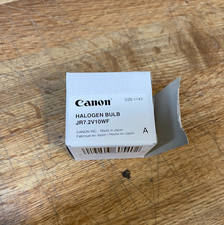 Canon
HALOGEN BULB
JR7.2V10WF
CANON INC. Made in Japan
A